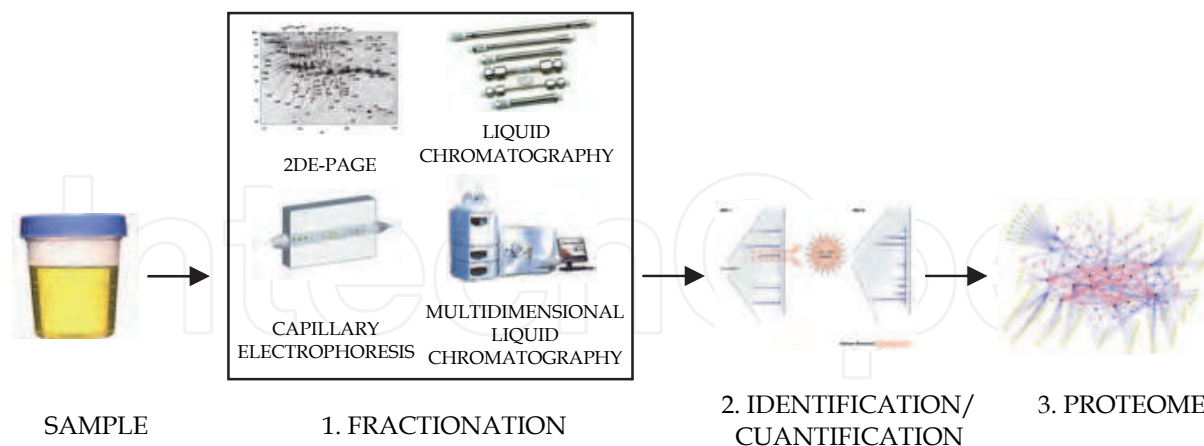 2DE-PAGE
LIQUID
CHROMATOGRAPHY
CAPILLARY
ELECTROPHORESIS
MULTIDIMENSIONAL
LIQUID
CHROMATOGRAPHY
SAMPLE
1. FRACTIONATION
2. IDENTIFICATION/
CUANTIFICATION
3. PROTEOME